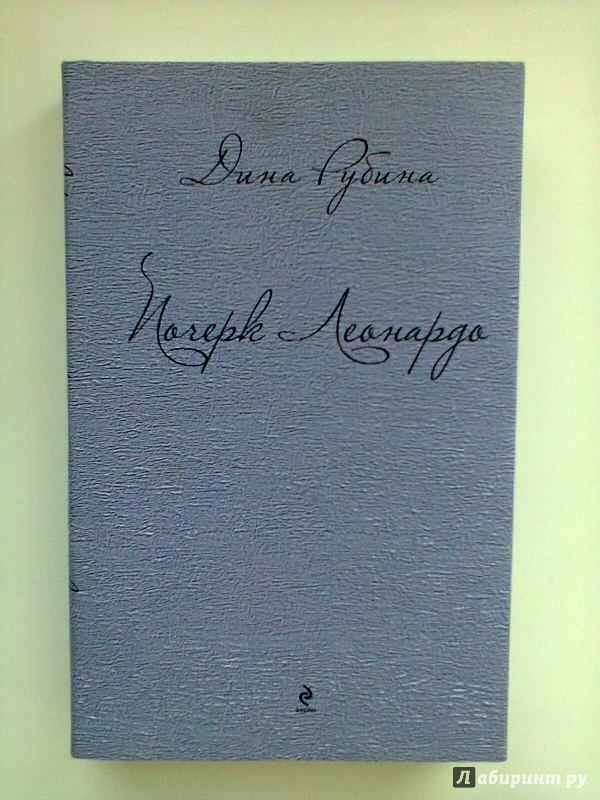 Дина Рубина
Почерк Леонардо
Лабиринт.ру